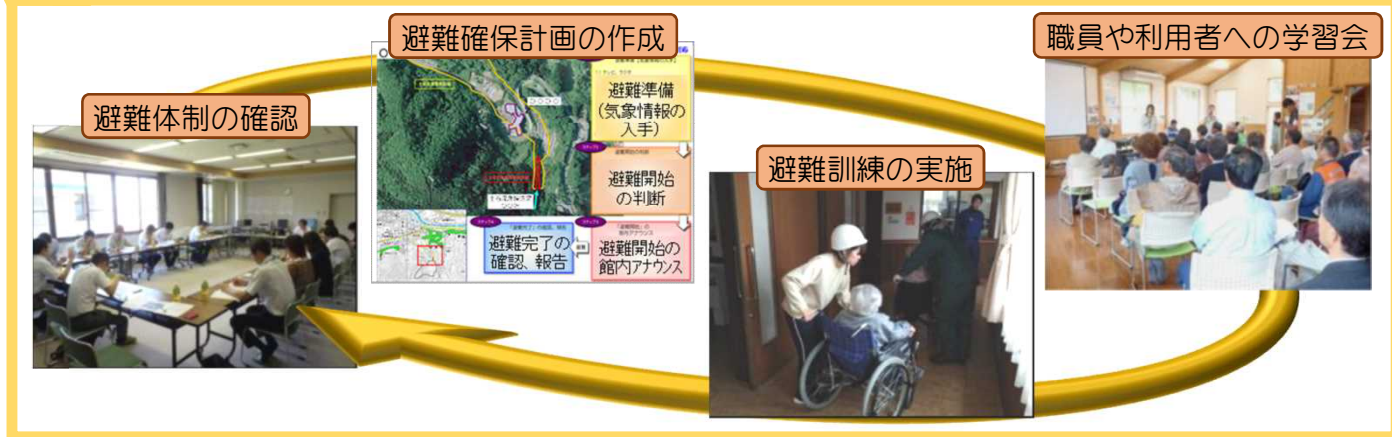 避難体制の確認
避難確保計画の作成
避難準備
(気象情報の
入手)
避難開始
の判断
避難開始の
館内アナウンス
避難完了の
確認、報告
避難訓練の実施
職員や利用者への学習会